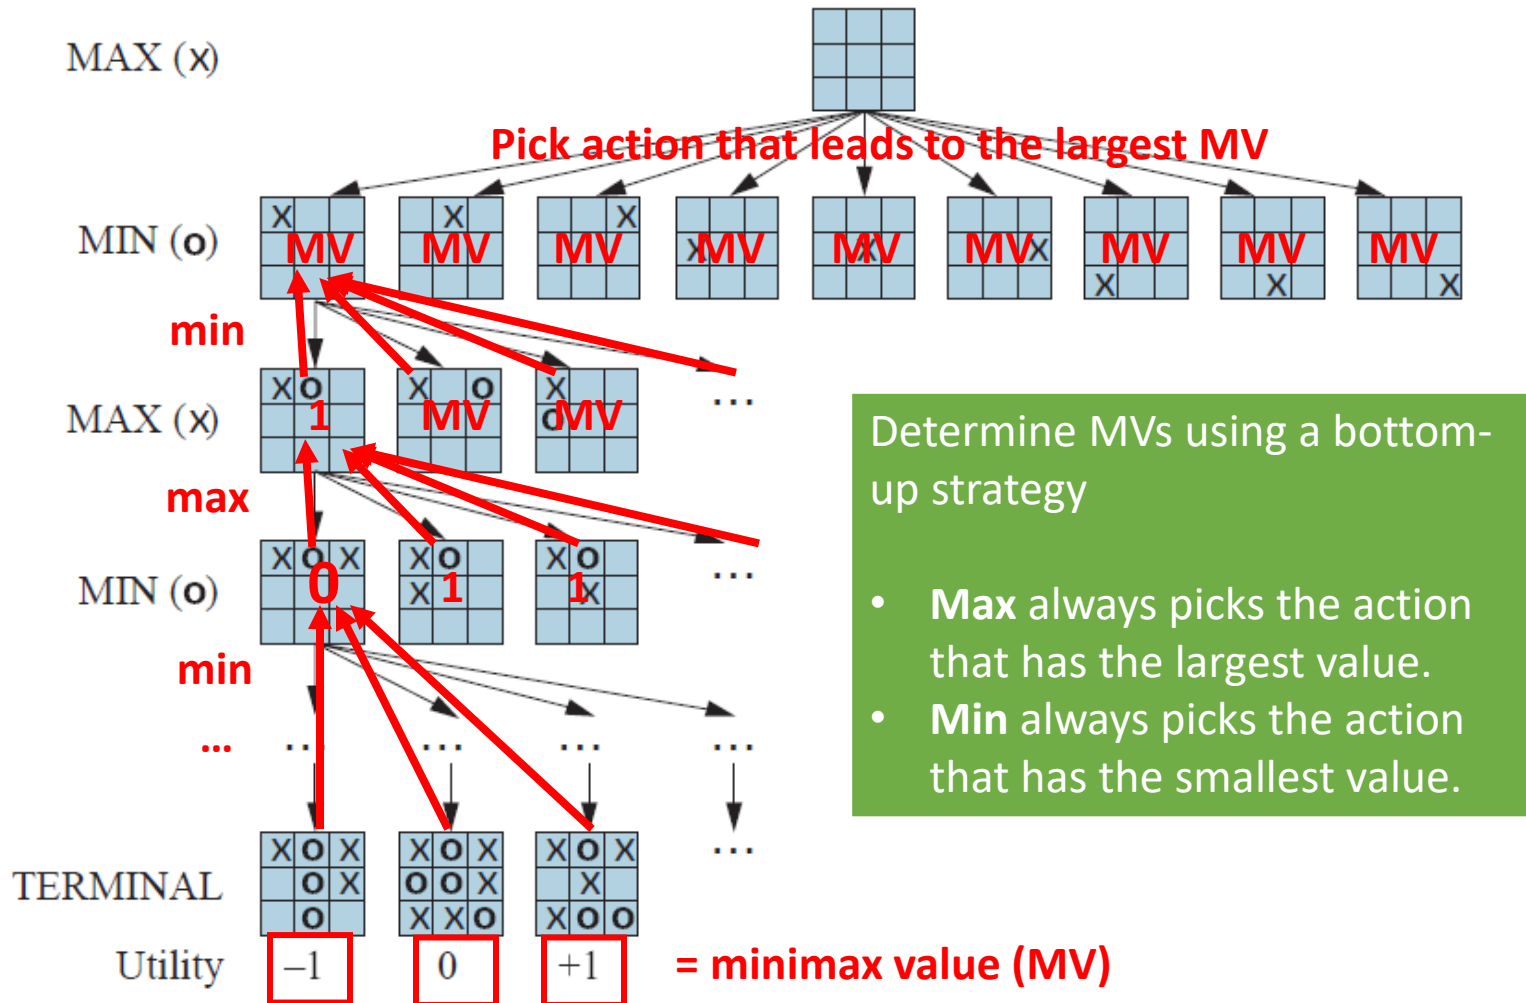 MAX (x)
Pick action that leads to the largest MV
X X X X X X X X X
MIN (o)
MV MV MV MV MV MV MV MV MV
min
X O X O X O
MAX (x)
1 MV MV ...
max
X O X X O X X O X
MIN (o)
0 1 1 ...
min
... ... ... ... ...
X O X X O X X O X
TERMINAL
O X O O X X ...
O X X O X O O
Utility
–1 0 +1 = minimax value (MV)
Determine MVs using a bottom-
up strategy
• Max always picks the action
that has the largest value.
• Min always picks the action
that has the smallest value.